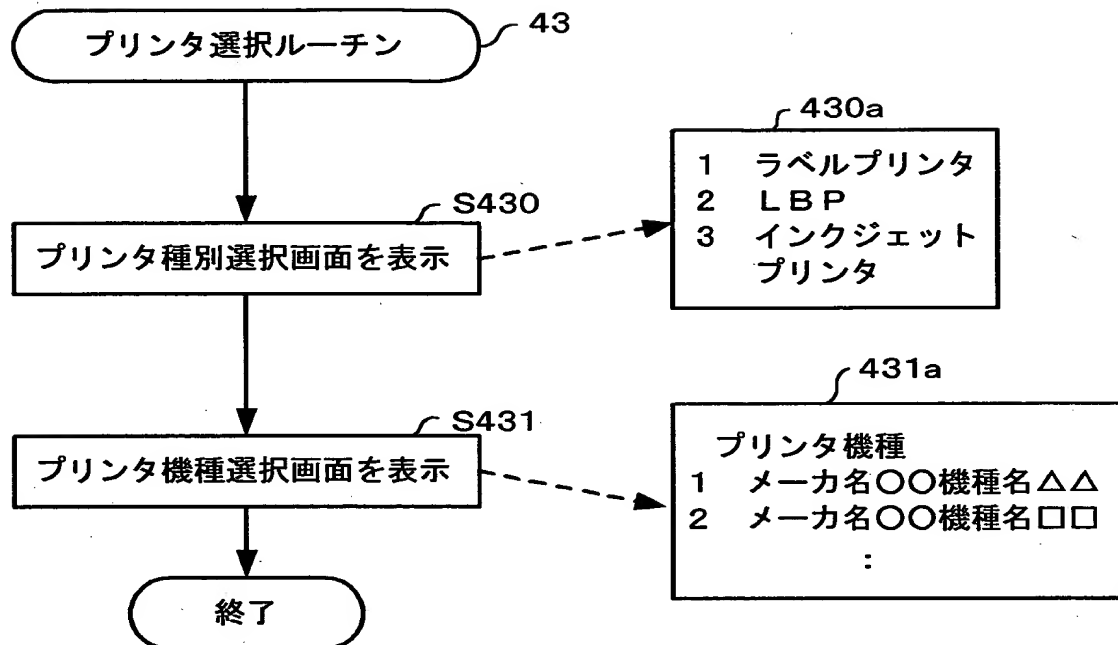 プリンタ選択ルーチン
43
430a
1 ラベルプリンタ
2 LBP
3 インクジェット
プリンタ
S430
プリンタ種別選択画面を表示
431a
プリンタ機種
1 メーカ名○○機種名△△
2 メーカ名○○機種名□□
:
S431
プリンタ機種選択画面を表示
終了